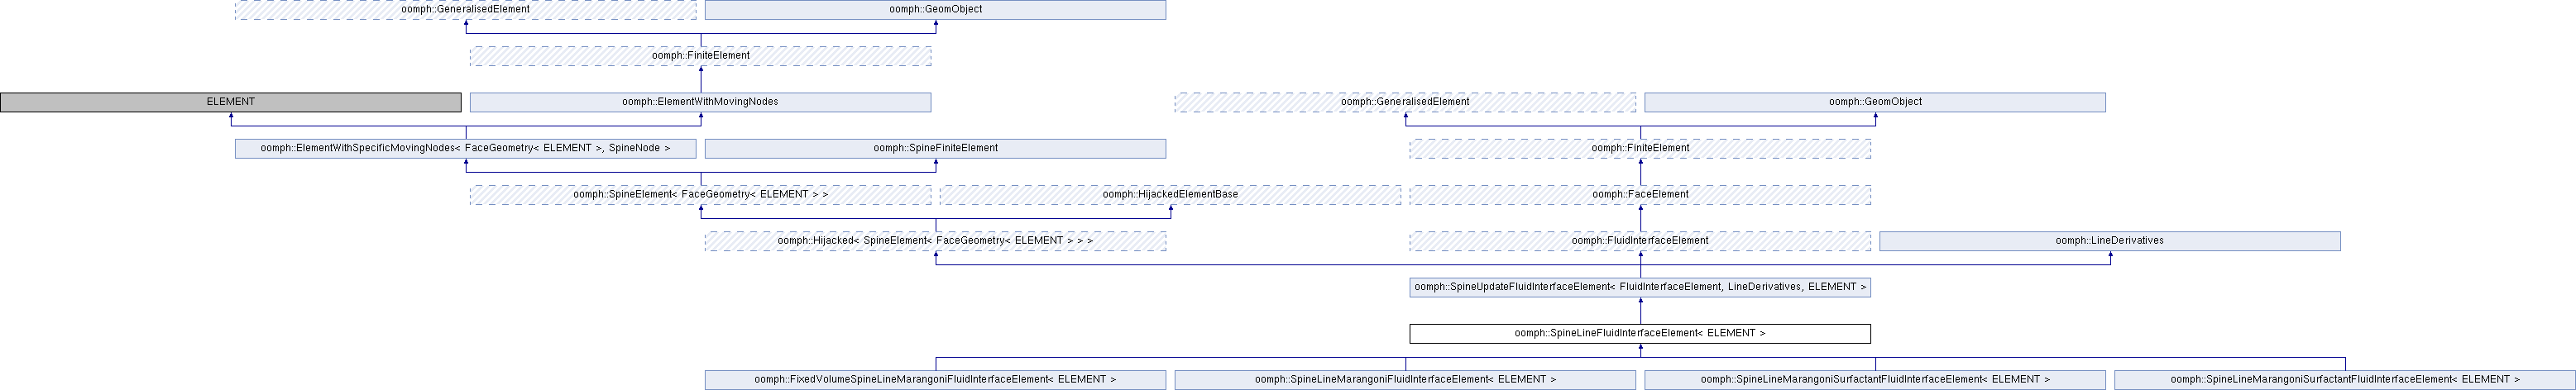 oomph::GeneralisedElement oomph::GeomObject
oomph::FiniteElement
ELEMENT oomph::ElementWithMovingNodes oomph::GeneralisedElement oomph::GeomObject
oomph::ElementWithSpecificMovingNodes< FaceGeometry< ELEMENT >, SpineNode > oomph::SpineFiniteElement oomph::FiniteElement
oomph::SpineElement< FaceGeometry< ELEMENT > > oomph::HijackedElementBase oomph::FaceElement
oomph::Hijacked< SpineElement< FaceGeometry< ELEMENT > > > oomph::FluidInterfaceElement oomph::LineDerivatives
oomph::SpineUpdateFluidInterfaceElement< FluidInterfaceElement, LineDerivatives, ELEMENT >
oomph::SpineLineFluidInterfaceElement< ELEMENT >
oomph::FixedVolumeSpineLineMarangoniFluidInterfaceElement< ELEMENT > oomph::SpineLineMarangoniFluidInterfaceElement< ELEMENT > oomph::SpineLineMarangoniSurfactantFluidInterfaceElement< ELEMENT > oomph::SpineLineMarangoniSurfactantFluidInterfaceElement< ELEMENT >